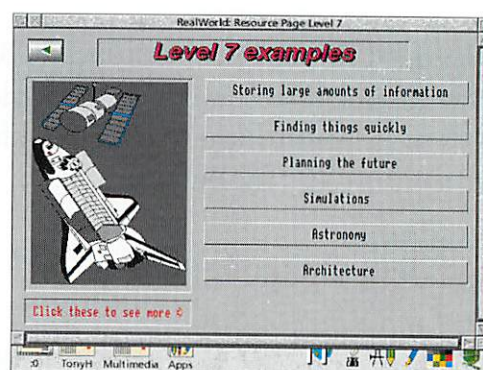 RealWorld: Resource Page Level 7
Level 7 examples
Storing large amounts of information
Finding things quickly
Planning the future
Simulations
Astronomy
Architecture
Click these to see more ©
:0 TonyH Multimedia Apps